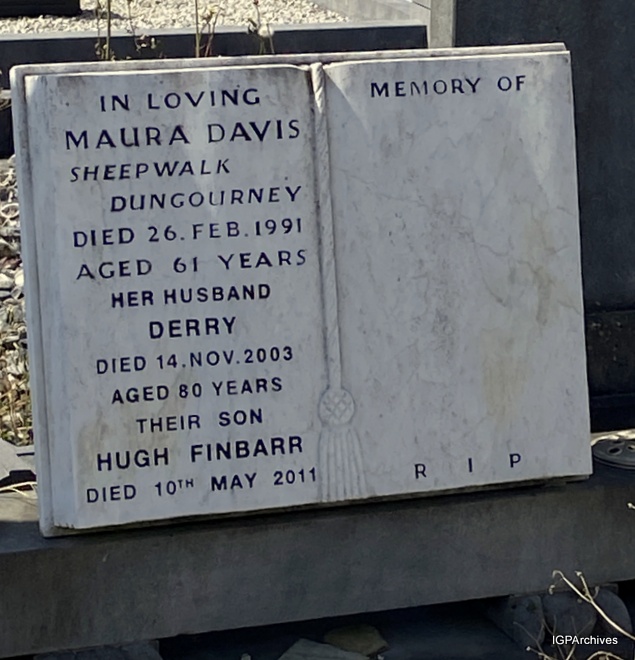 IN LOVING MEMORY OF
MAURA DAVIS
SHEEPWALK
DUNGOURNEY
DIED 26. FEB. 1991
AGED 61 YEARS
HER HUSBAND
DERRY
DIED 14. NOV. 2003
AGED 80 YEARS
THEIR SON
HUGH FINBARR
DIED 10TH MAY 2011
R I P
IGPArchives